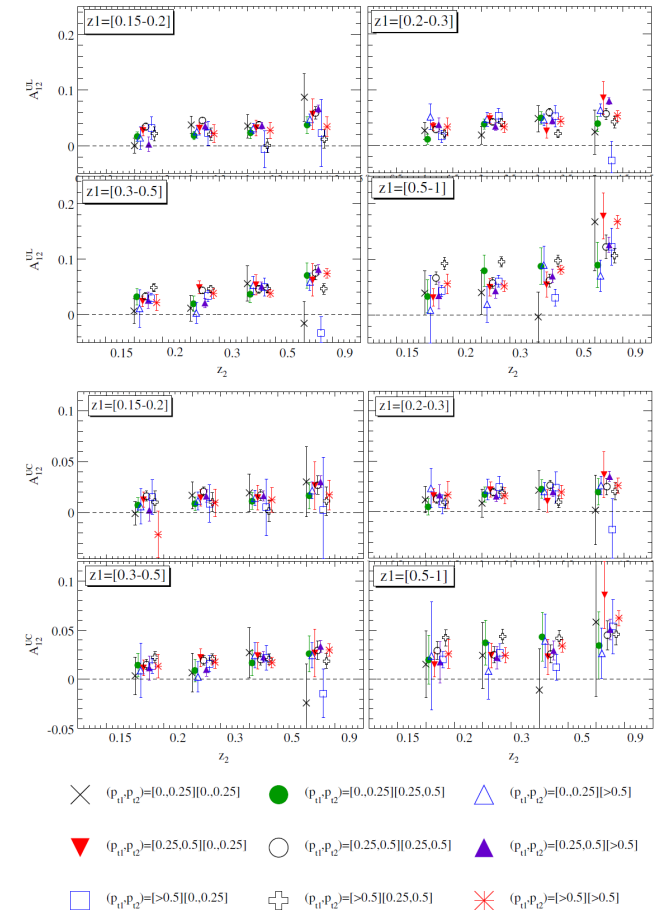 z1=[0.15-0.2] z1=[0.2-0.3]
0.2
A₁₂ᵁᴸ
0.1
0
z1=[0.3-0.5] z1=[0.5-1]
0.2
A₁₂ᵁᴸ
0.1
0
0.15 0.2 0.3 0.5 0.9 0.15 0.2 0.3 0.5 0.9
z₂ z₂
z1=[0.15-0.2] z1=[0.2-0.3]
0.1
A₁₂ᵁᶜ
0.05
0
z1=[0.3-0.5] z1=[0.5-1]
0.1
A₁₂ᵁᶜ
0.05
0
-0.05
0.15 0.2 0.3 0.5 0.9 0.15 0.2 0.3 0.5 0.9
z₂ z₂
(pt1,pt2)=[0.,0.25][0.,0.25] (pt1,pt2)=[0.,0.25][0.25,0.5] (pt1,pt2)=[0.,0.25][>0.5]
(pt1,pt2)=[0.25,0.5][0.,0.25] (pt1,pt2)=[0.25,0.5][0.25,0.5] (pt1,pt2)=[0.25,0.5][>0.5]
(pt1,pt2)=[>0.5][0.,0.25] (pt1,pt2)=[>0.5][0.25,0.5] (pt1,pt2)=[>0.5][>0.5]